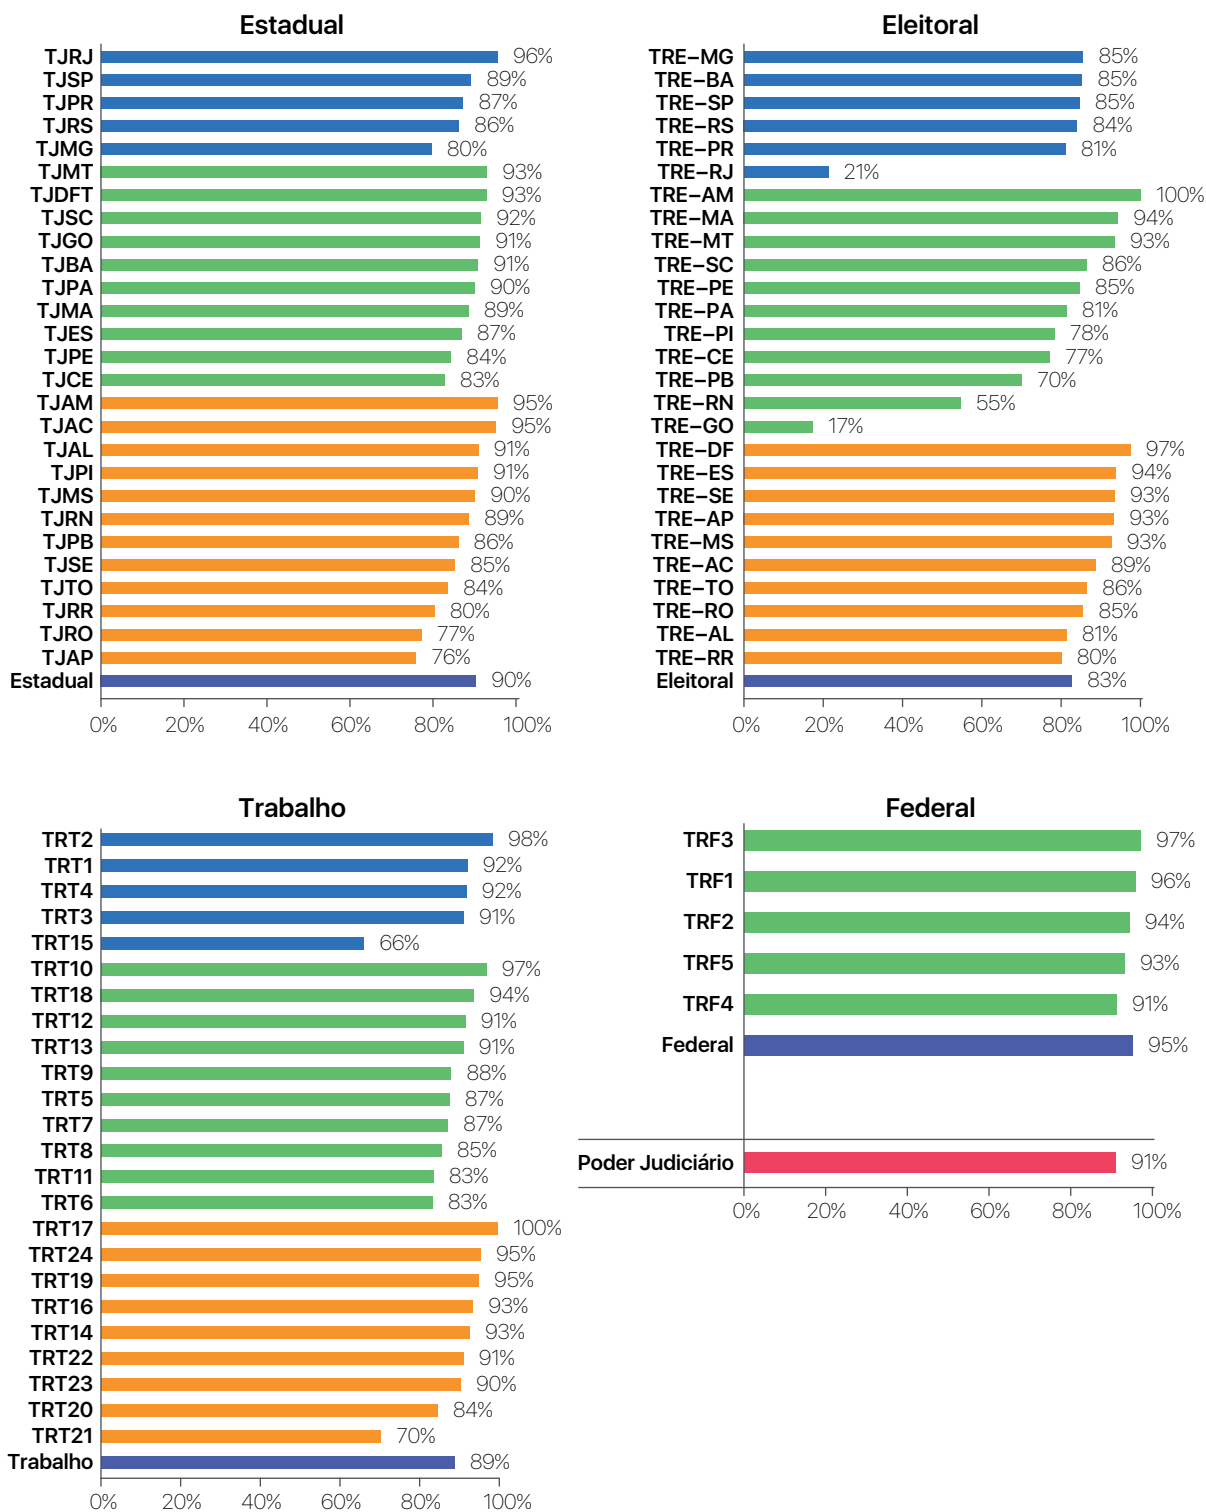 Estadual
TJRJ 96%
TJSP 89%
TJPR 87%
TJRS 86%
TJMG 80%
TJMT 93%
TJDFT 93%
TJSC 92%
TJGO 91%
TJBA 91%
TJPA 90%
TJMA 89%
TJES 87%
TJPE 84%
TJCE 83%
TJAM 95%
TJAC 95%
TJAL 91%
TJPI 91%
TJMS 90%
TJRN 89%
TJPB 86%
TJSE 85%
TJTO 84%
TJRR 80%
TJRO 77%
TJAP 76%
Estadual 90%
0% 20% 40% 60% 80% 100%
Eleitoral
TRE–MG 85%
TRE–BA 85%
TRE–SP 85%
TRE–RS 84%
TRE–PR 81%
TRE–RJ 21%
TRE–AM 100%
TRE–MA 94%
TRE–MT 93%
TRE–SC 86%
TRE–PE 85%
TRE–PA 81%
TRE–PI 78%
TRE–CE 77%
TRE–PB 70%
TRE–RN 55%
TRE–GO 17%
TRE–DF 97%
TRE–ES 94%
TRE–SE 93%
TRE–AP 93%
TRE–MS 93%
TRE–AC 89%
TRE–TO 86%
TRE–RO 85%
TRE–AL 81%
TRE–RR 80%
Eleitoral 83%
0% 20% 40% 60% 80% 100%
Trabalho
TRT2 98%
TRT1 92%
TRT4 92%
TRT3 91%
TRT15 66%
TRT10 97%
TRT18 94%
TRT12 91%
TRT13 91%
TRT9 88%
TRT5 87%
TRT7 87%
TRT8 85%
TRT11 83%
TRT6 83%
TRT17 100%
TRT24 95%
TRT19 95%
TRT16 93%
TRT14 93%
TRT22 91%
TRT23 90%
TRT20 84%
TRT21 70%
Trabalho 89%
0% 20% 40% 60% 80% 100%
Federal
TRF3 97%
TRF1 96%
TRF2 94%
TRF5 93%
TRF4 91%
Federal 95%
Poder Judiciário 91%
0% 20% 40% 60% 80% 100%